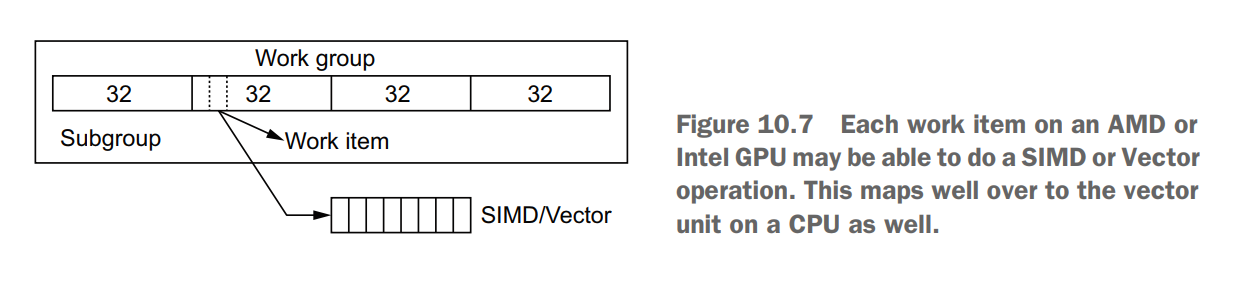 Work group
32 32 32 32
Subgroup
Work item
SIMD/Vector
Figure 10.7 Each work item on an AMD or
Intel GPU may be able to do a SIMD or Vector
operation. This maps well over to the vector
unit on a CPU as well.